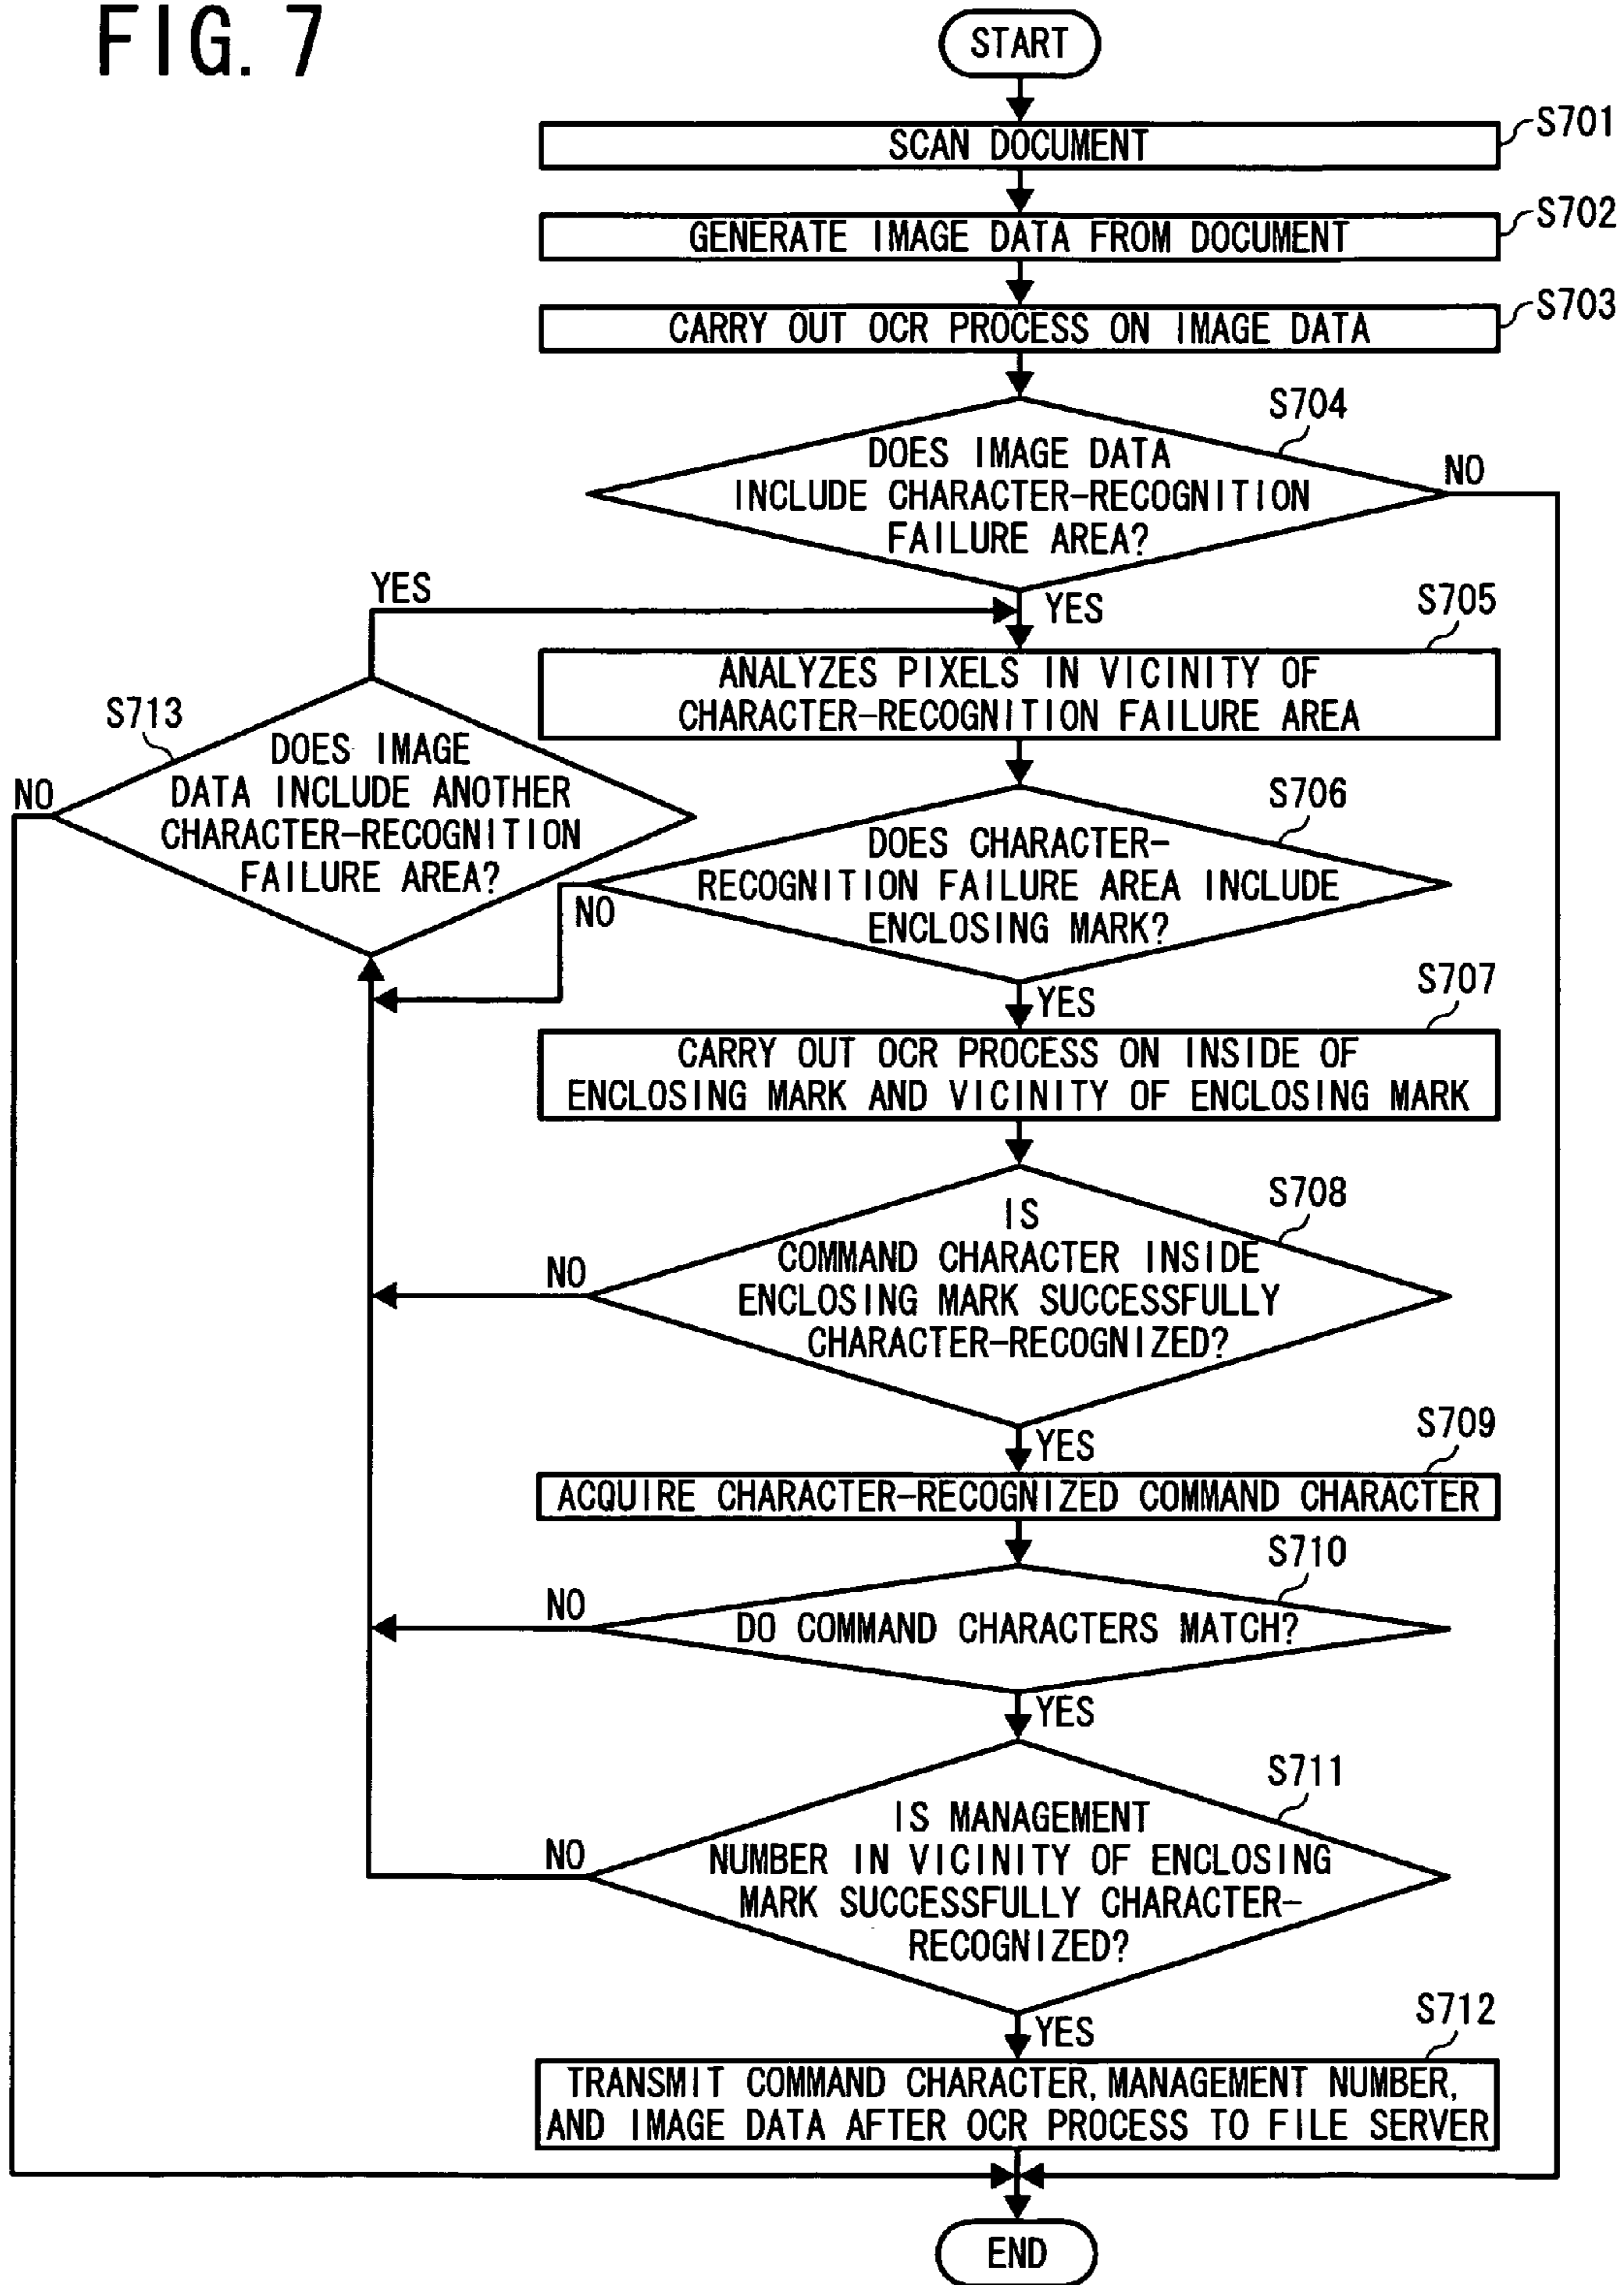 FIG. 7
START
SCAN DOCUMENT
S701
GENERATE IMAGE DATA FROM DOCUMENT
S702
CARRY OUT OCR PROCESS ON IMAGE DATA
S703
S704
DOES IMAGE DATA
INCLUDE CHARACTER-RECOGNITION
FAILURE AREA?
NO
YES
YES
S705
ANALYZES PIXELS IN VICINITY OF
CHARACTER-RECOGNITION FAILURE AREA
S713
DOES IMAGE
DATA INCLUDE ANOTHER
CHARACTER-RECOGNITION
FAILURE AREA?
NO
S706
DOES CHARACTER-
RECOGNITION FAILURE AREA INCLUDE
ENCLOSING MARK?
NO
YES
S707
CARRY OUT OCR PROCESS ON INSIDE OF
ENCLOSING MARK AND VICINITY OF ENCLOSING MARK
S708
IS
COMMAND CHARACTER INSIDE
ENCLOSING MARK SUCCESSFULLY
CHARACTER-RECOGNIZED?
NO
YES
S709
ACQUIRE CHARACTER-RECOGNIZED COMMAND CHARACTER
S710
NO
DO COMMAND CHARACTERS MATCH?
YES
S711
IS MANAGEMENT
NUMBER IN VICINITY OF ENCLOSING
MARK SUCCESSFULLY CHARACTER-
RECOGNIZED?
NO
YES
S712
TRANSMIT COMMAND CHARACTER, MANAGEMENT NUMBER,
AND IMAGE DATA AFTER OCR PROCESS TO FILE SERVER
END